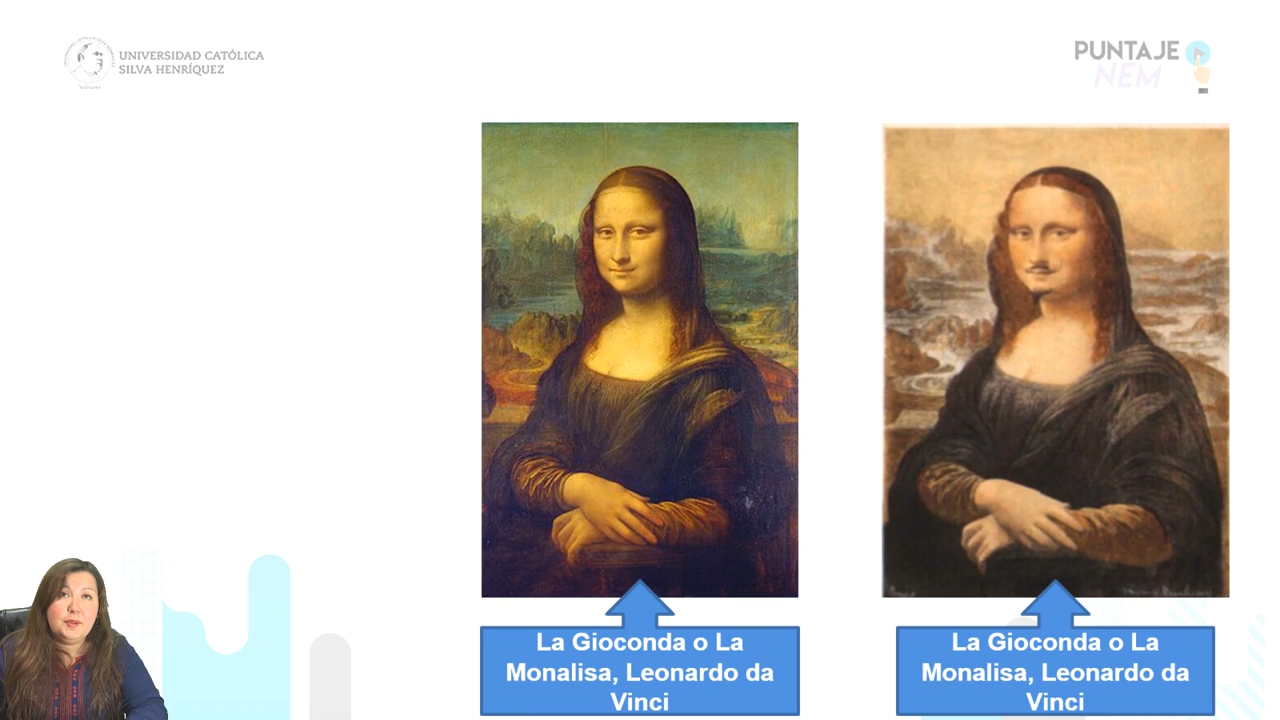 UNIVERSIDAD CATÓLICA
SILVA HENRÍQUEZ
PUNTAJE
NEM
La Gioconda o La
Monalisa, Leonardo da
Vinci
La Gioconda o La
Monalisa, Leonardo da
Vinci